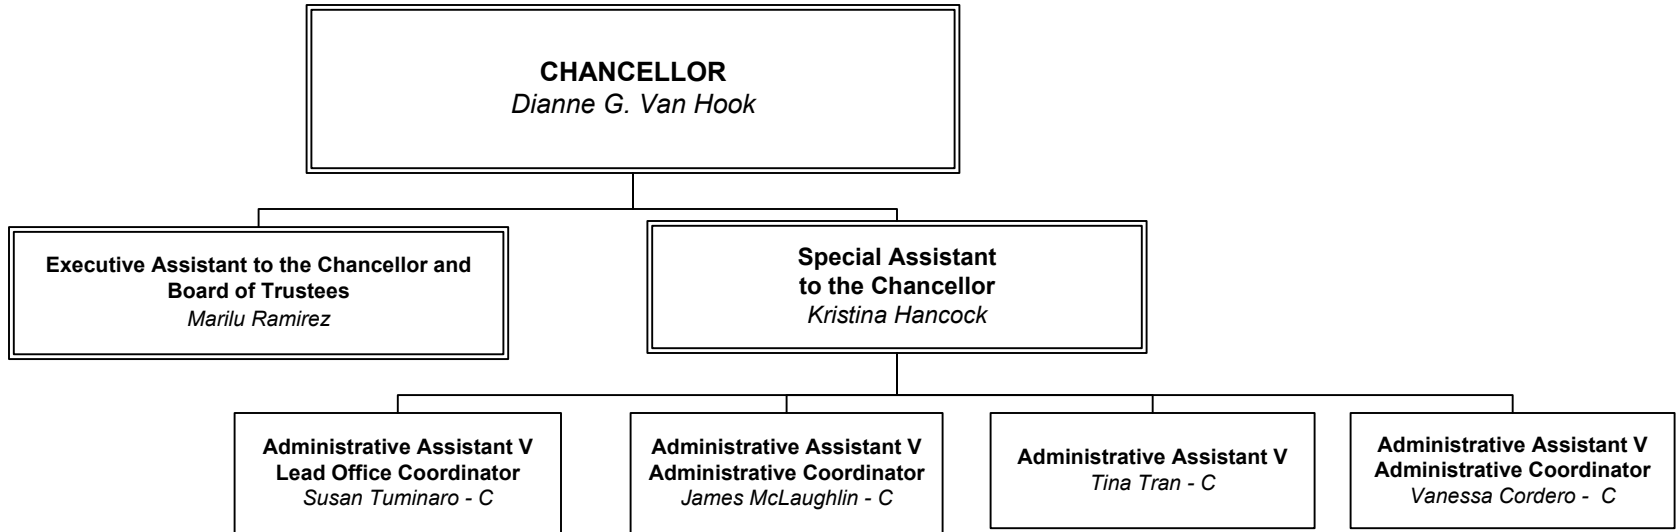 CHANCELLOR
Dianne G. Van Hook
Executive Assistant to the Chancellor and
Board of Trustees
Marilu Ramirez
Special Assistant
to the Chancellor
Kristina Hancock
Administrative Assistant V
Lead Office Coordinator
Susan Tuminaro - C
Administrative Assistant V
Administrative Coordinator
James McLaughlin - C
Administrative Assistant V
Tina Tran - C
Administrative Assistant V
Administrative Coordinator
Vanessa Cordero -  C